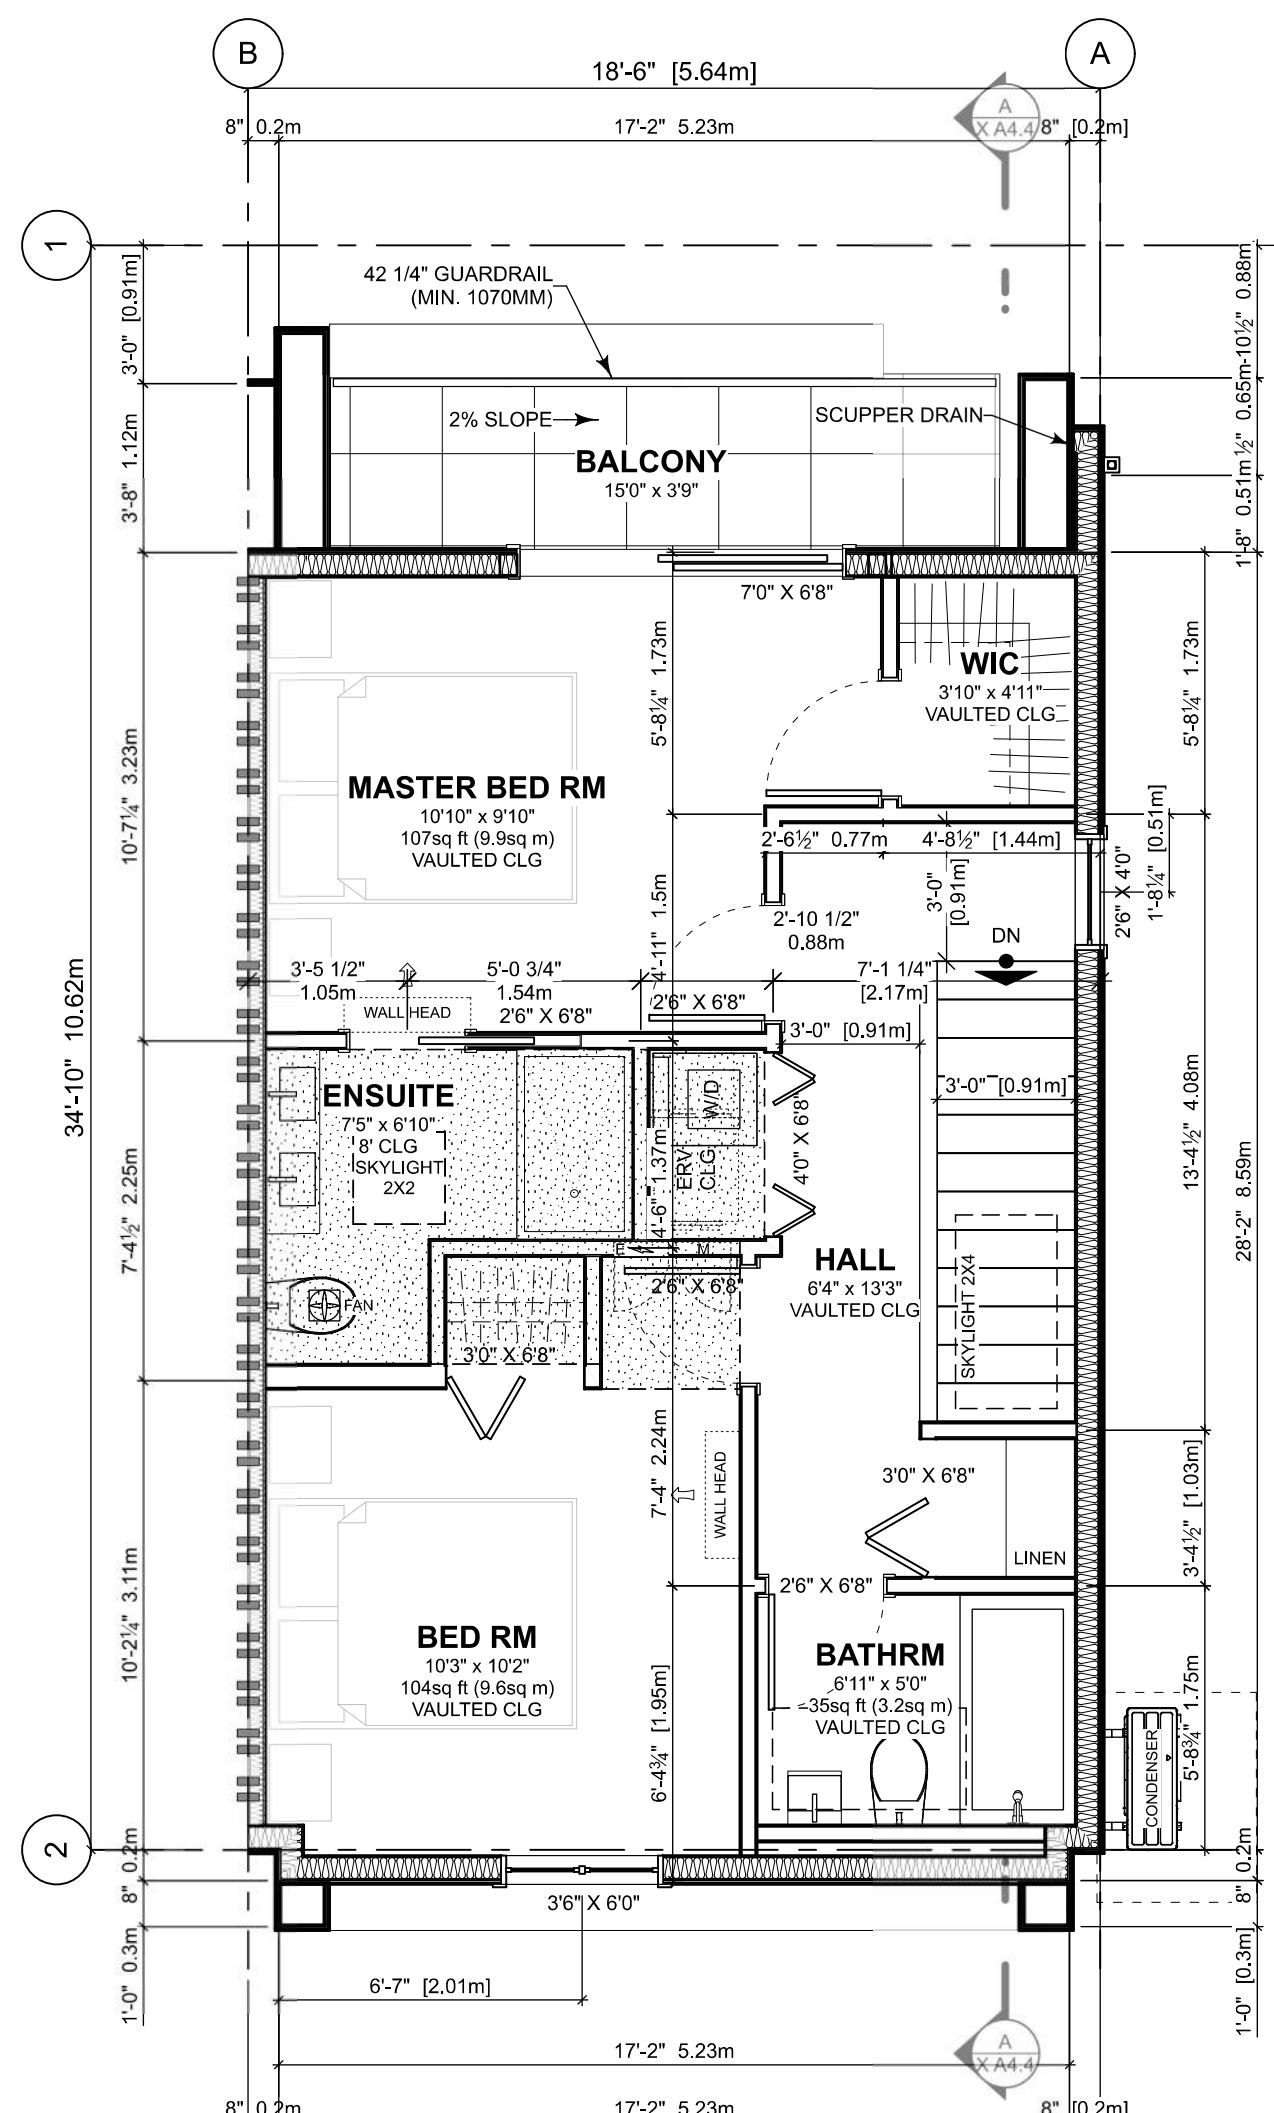 B
A
18'-6" [5.64m]
A
X A4.4
8" 0.2m
17'-2" 5.23m
8" [0.2m]
1
3'-0" [0.91m]
42 1/4" GUARDRAIL
(MIN. 1070MM)
10½" 0.88m
½" 0.65m
1'-8" 0.51m
3'-8" 1.12m
2% SLOPE
SCUPPER DRAIN
BALCONY
15'0" x 3'9"
7'0" X 6'8"
5'-8¼" 1.73m
WIC
3'10" x 4'11"
VAULTED CLG
5'-8¼" 1.73m
10'-7¼" 3.23m
MASTER BED RM
10'10" x 9'10"
107sq ft (9.9sq m)
VAULTED CLG
2'-6½" 0.77m
4'-8½" [1.44m]
3'-0"
[0.91m]
2'6" X 4'0"
1'-8¼" [0.51m]
4'-11" 1.5m
2'-10 1/2"
0.88m
DN
34'-10" 10.62m
3'-5 1/2"
1.05m
5'-0 3/4"
1.54m
7'-1 1/4"
[2.17m]
WALL HEAD
2'6" X 6'8"
2'6" X 6'8"
3'-0" [0.91m]
3'-0" [0.91m]
ENSUITE
7'5" x 6'10"
8' CLG
SKYLIGHT
2X2
W/D
ERV
CLG
4'-6" 1.37m
4'0" X 6'8"
13'-4½" 4.08m
28'-2" 8.59m
7'-4½" 2.25m
E
M
2'6" X 6'8"
HALL
6'4" x 13'3"
VAULTED CLG
SKYLIGHT 2X4
FAN
3'0" X 6'8"
7'-4" 2.24m
WALL HEAD
3'0" X 6'8"
LINEN
3'-4½" [1.03m]
2'6" X 6'8"
10'-2¼" 3.11m
BED RM
10'3" x 10'2"
104sq ft (9.6sq m)
VAULTED CLG
BATHRM
6'11" x 5'0"
35sq ft (3.2sq m)
VAULTED CLG
6'-4¾" [1.95m]
CONDENSER
5'-8¾" 1.75m
2
8" 0.2m
8" 0.2m
3'6" X 6'0"
1'-0" 0.3m
1'-0" [0.3m]
6'-7" [2.01m]
17'-2" 5.23m
A
X A4.4
8" 0.2m
17'-2" 5.23m
8" [0.2m]